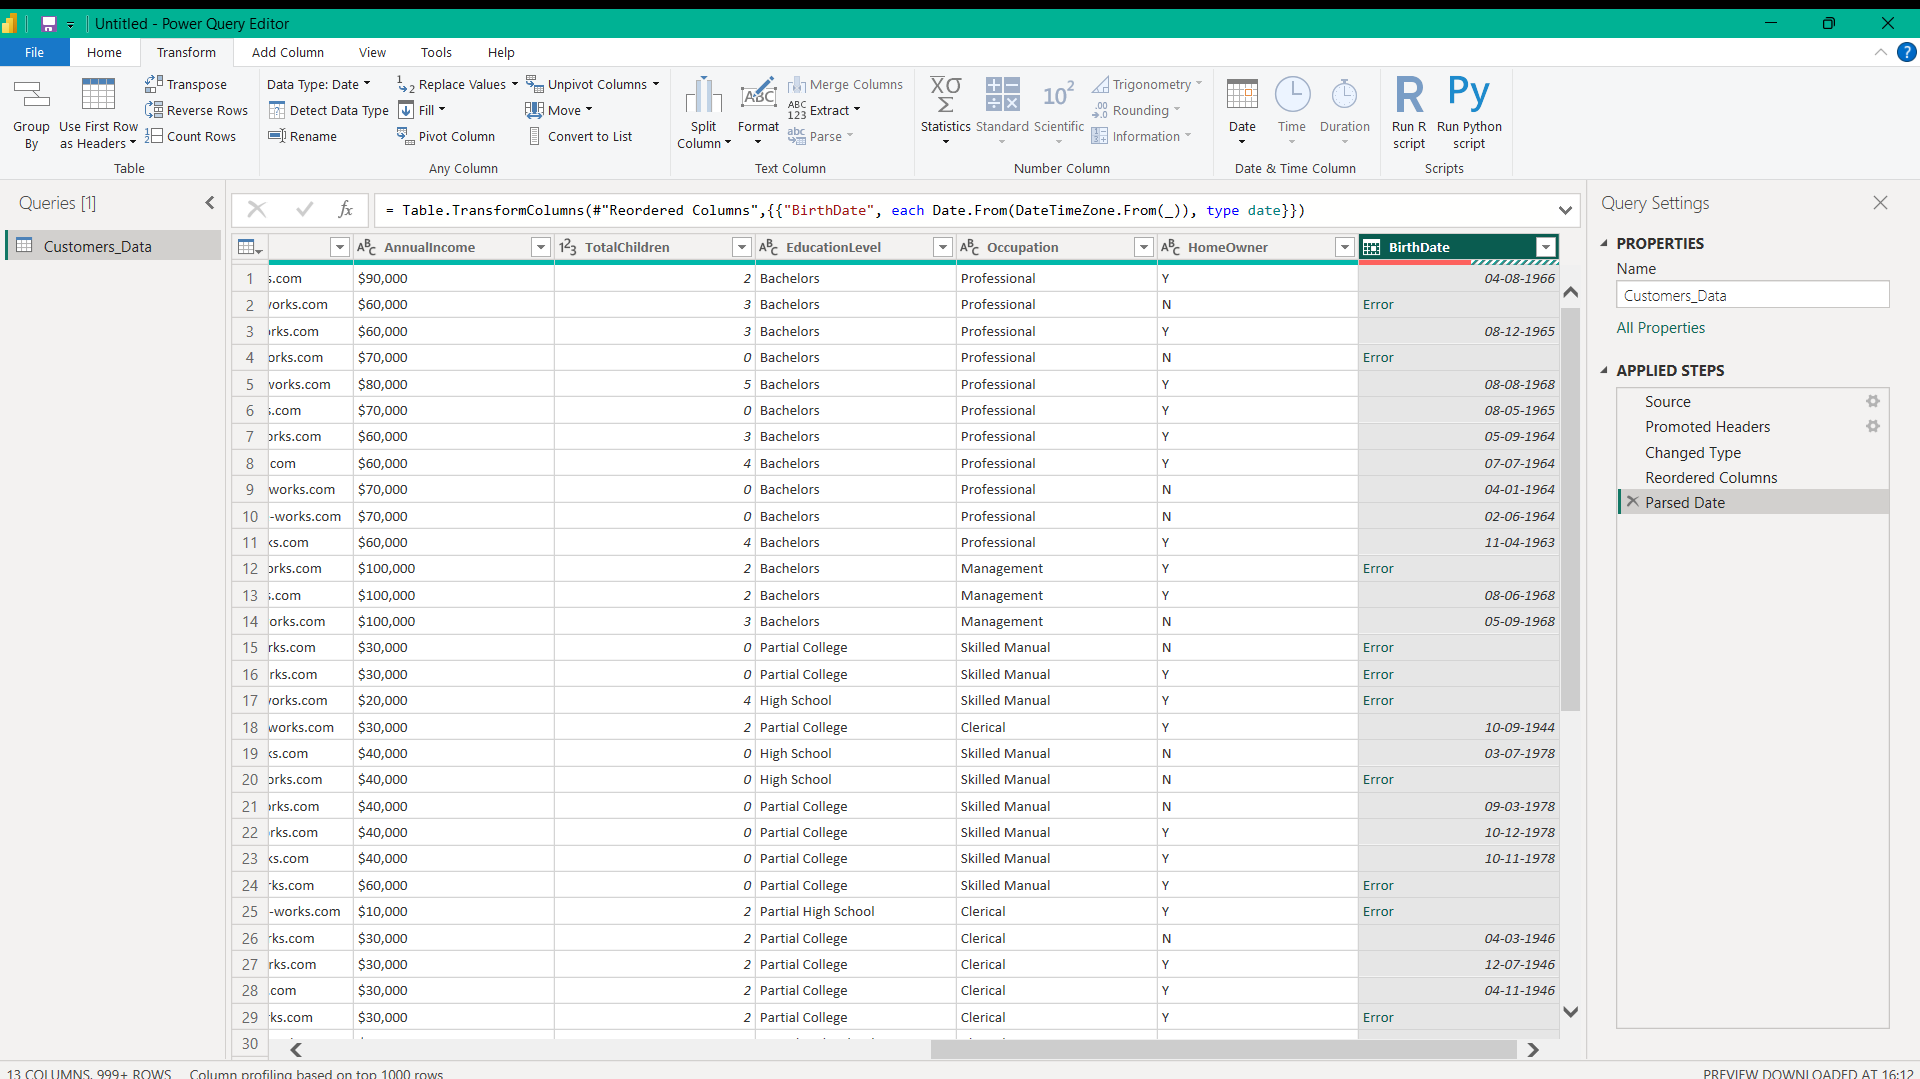 Untitled - Power Query Editor
File Home Transform Add Column View Tools Help
Group By
Use First Row as Headers
Transpose
Reverse Rows
Count Rows
Table
Data Type: Date
Detect Data Type
Rename
Replace Values
Fill
Pivot Column
Unpivot Columns
Move
Convert to List
Any Column
Split Column
Format
Merge Columns
Extract
Parse
Text Column
Statistics
Standard
Scientific
Trigonometry
Rounding
Information
Number Column
Date
Time
Duration
Date & Time Column
Run R script
Run Python script
Scripts
Queries [1]
Customers_Data
= Table.TransformColumns(#"Reordered Columns",{{"BirthDate", each Date.From(DateTimeZone.From(_)), type date}})
AnnualIncome TotalChildren EducationLevel Occupation HomeOwner BirthDate
1 s.com $90,000 2 Bachelors Professional Y 04-08-1966
2 vorks.com $60,000 3 Bachelors Professional N Error
3 rks.com $60,000 3 Bachelors Professional Y 08-12-1965
4 orks.com $70,000 0 Bachelors Professional N Error
5 works.com $80,000 5 Bachelors Professional Y 08-08-1968
6 s.com $70,000 0 Bachelors Professional Y 08-05-1965
7 orks.com $60,000 3 Bachelors Professional Y 05-09-1964
8 com $60,000 4 Bachelors Professional Y 07-07-1964
9 works.com $70,000 0 Bachelors Professional N 04-01-1964
10 -works.com $70,000 0 Bachelors Professional N 02-06-1964
11 ks.com $60,000 4 Bachelors Professional Y 11-04-1963
12 orks.com $100,000 2 Bachelors Management Y Error
13 s.com $100,000 2 Bachelors Management Y 08-06-1968
14 orks.com $100,000 3 Bachelors Management N 05-09-1968
15 rks.com $30,000 0 Partial College Skilled Manual N Error
16 rks.com $30,000 0 Partial College Skilled Manual Y Error
17 vorks.com $20,000 4 High School Skilled Manual Y Error
18 works.com $30,000 2 Partial College Clerical Y 10-09-1944
19 ks.com $40,000 0 High School Skilled Manual N 03-07-1978
20 orks.com $40,000 0 High School Skilled Manual N Error
21 orks.com $40,000 0 Partial College Skilled Manual N 09-03-1978
22 rks.com $40,000 0 Partial College Skilled Manual Y 10-12-1978
23 ks.com $40,000 0 Partial College Skilled Manual Y 10-11-1978
24 rks.com $60,000 0 Partial College Skilled Manual Y Error
25 -works.com $10,000 2 Partial High School Clerical Y Error
26 rks.com $30,000 2 Partial College Clerical N 04-03-1946
27 rks.com $30,000 2 Partial College Clerical Y 12-07-1946
28 .com $30,000 2 Partial College Clerical Y 04-11-1946
29 ks.com $30,000 2 Partial College Clerical Y Error
30
Query Settings
PROPERTIES
Name
Customers_Data
All Properties
APPLIED STEPS
Source
Promoted Headers
Changed Type
Reordered Columns
Parsed Date
13 COLUMNS, 999+ ROWS Column profiling based on top 1000 rows
PREVIEW DOWNLOADED AT 16:12